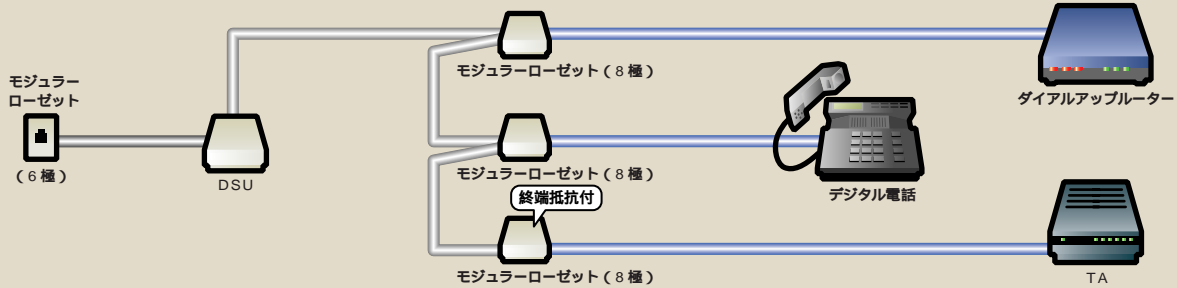 モジュラー
ローゼット
(6極)
DSU
モジュラーローゼット(8極)
モジュラーローゼット(8極)
終端抵抗付
モジュラーローゼット(8極)
ダイアルアップルーター
デジタル電話
TA